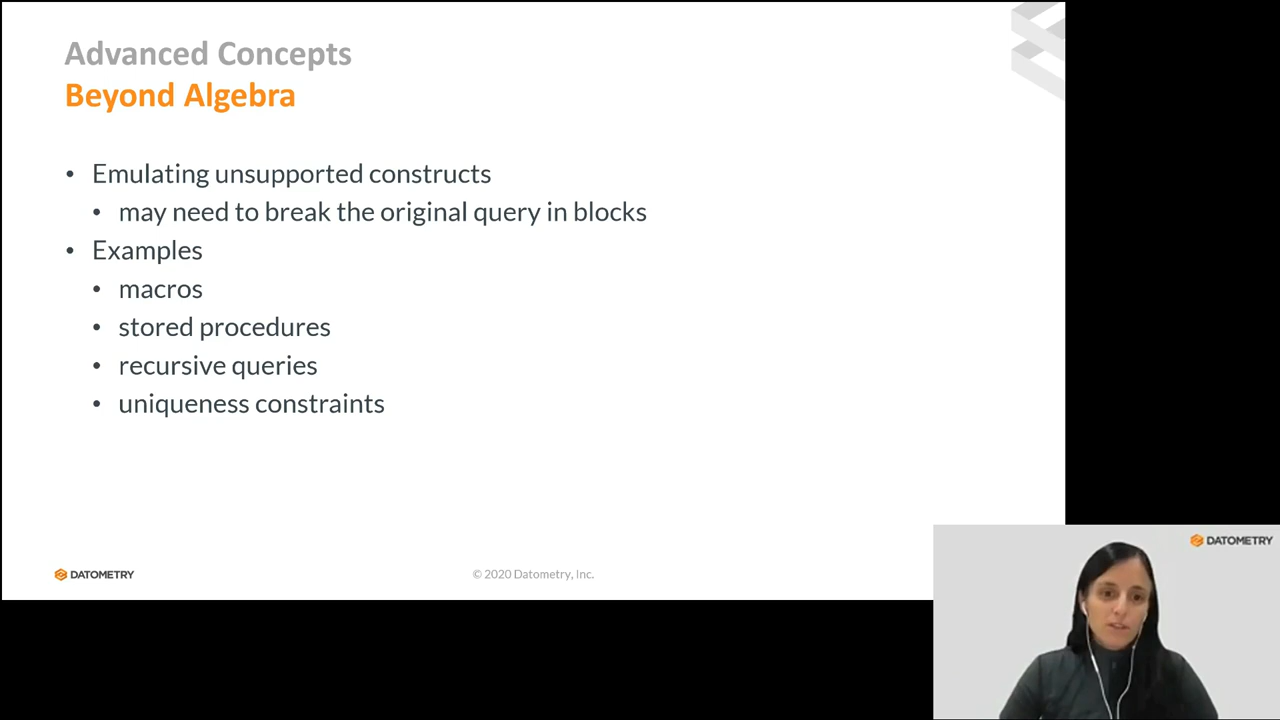 Advanced Concepts
Beyond Algebra
• Emulating unsupported constructs
• may need to break the original query in blocks
• Examples
• macros
• stored procedures
• recursive queries
• uniqueness constraints
DATOMETRY
© 2020 Datometry, Inc.
DATOMETRY